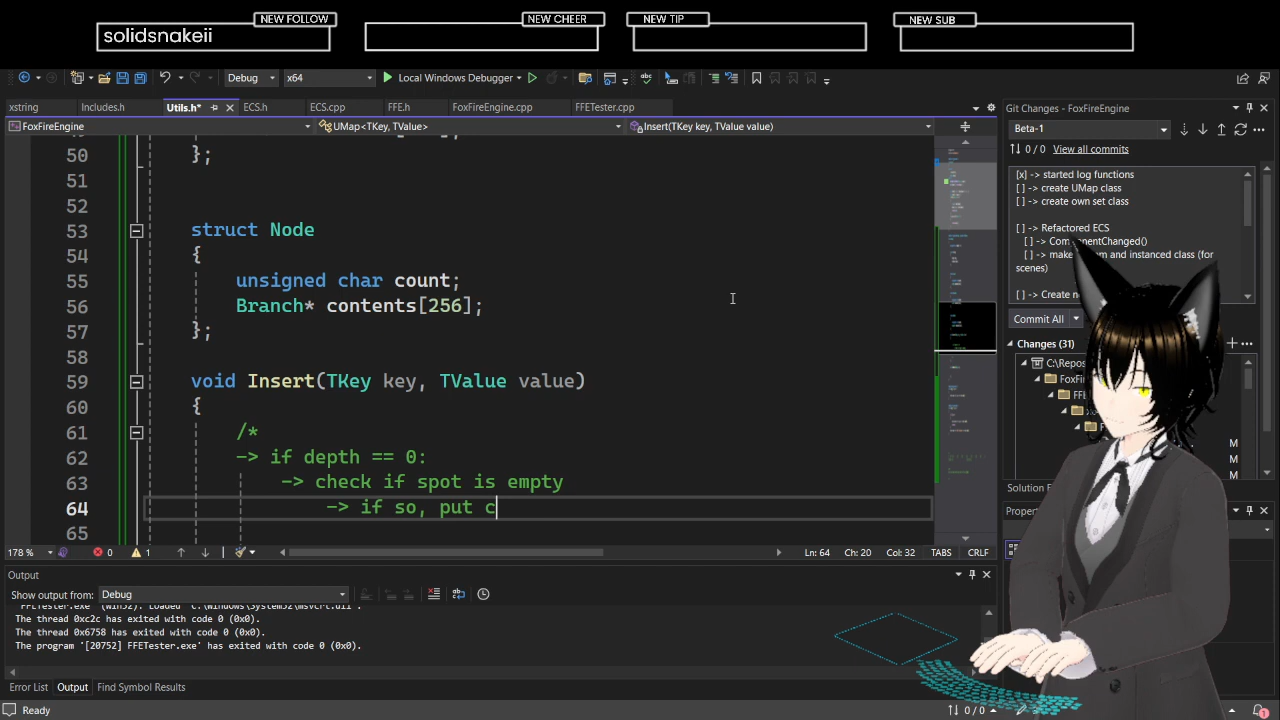 NEW FOLLOW
NEW CHEER
NEW TIP
NEW SUB
solidsnakeii
Debug
x64
Local Windows Debugger
xstring
Includes.h
Utils.h*
ECS.h
ECS.cpp
FFE.h
FoxFireEngine.cpp
FFETester.cpp
FoxFireEngine
UMap<TKey, TValue>
Insert(TKey key, TValue value)
50 };
51
52
53 struct Node
54 {
55 unsigned char count;
56 Branch* contents[256];
57 };
58
59 void Insert(TKey key, TValue value)
60 {
61 /*
62 -> if depth == 0:
63 -> check if spot is empty
64 -> if so, put c
65
178 %
0
1
Ln: 64
Ch: 20
Col: 32
TABS
CRLF
Output
Show output from: Debug
The thread 0xc2c has exited with code 0 (0x0).
The thread 0x6758 has exited with code 0 (0x0).
The program '[20752] FFETester.exe' has exited with code 0 (0x0).
Error List
Output
Find Symbol Results
Ready
Git Changes - FoxFireEngine
Beta-1
0 / 0
View all commits
[x] -> started log functions
[ ] -> create UMap class
[ ] -> create own set class
[ ] -> Refactored ECS
scenes)
Commit All
Changes (31)
M
M
M
M
0 / 0
1